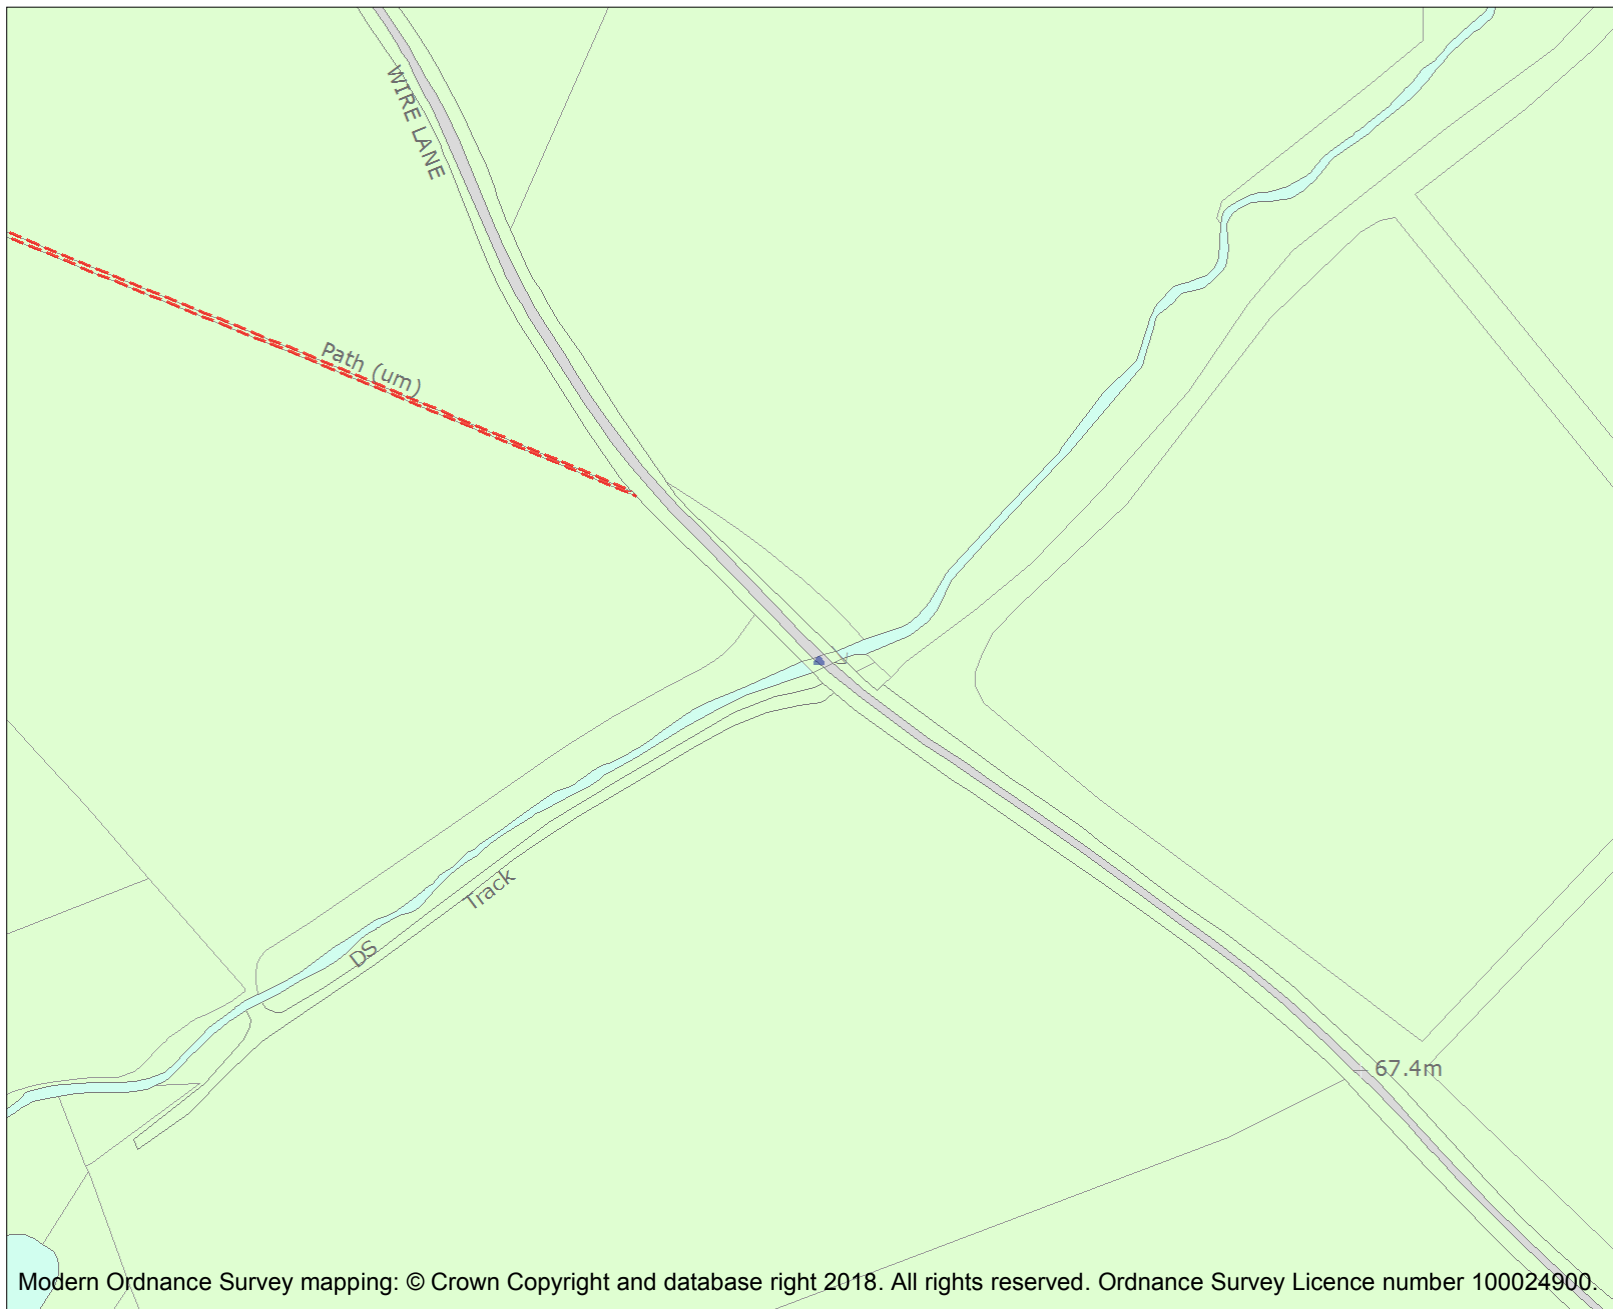 WIRE LANE
Path (um)
Track
DS
67.4m
Modern Ordnance Survey mapping: © Crown Copyright and database right 2018. All rights reserved. Ordnance Survey Licence number 100024900.